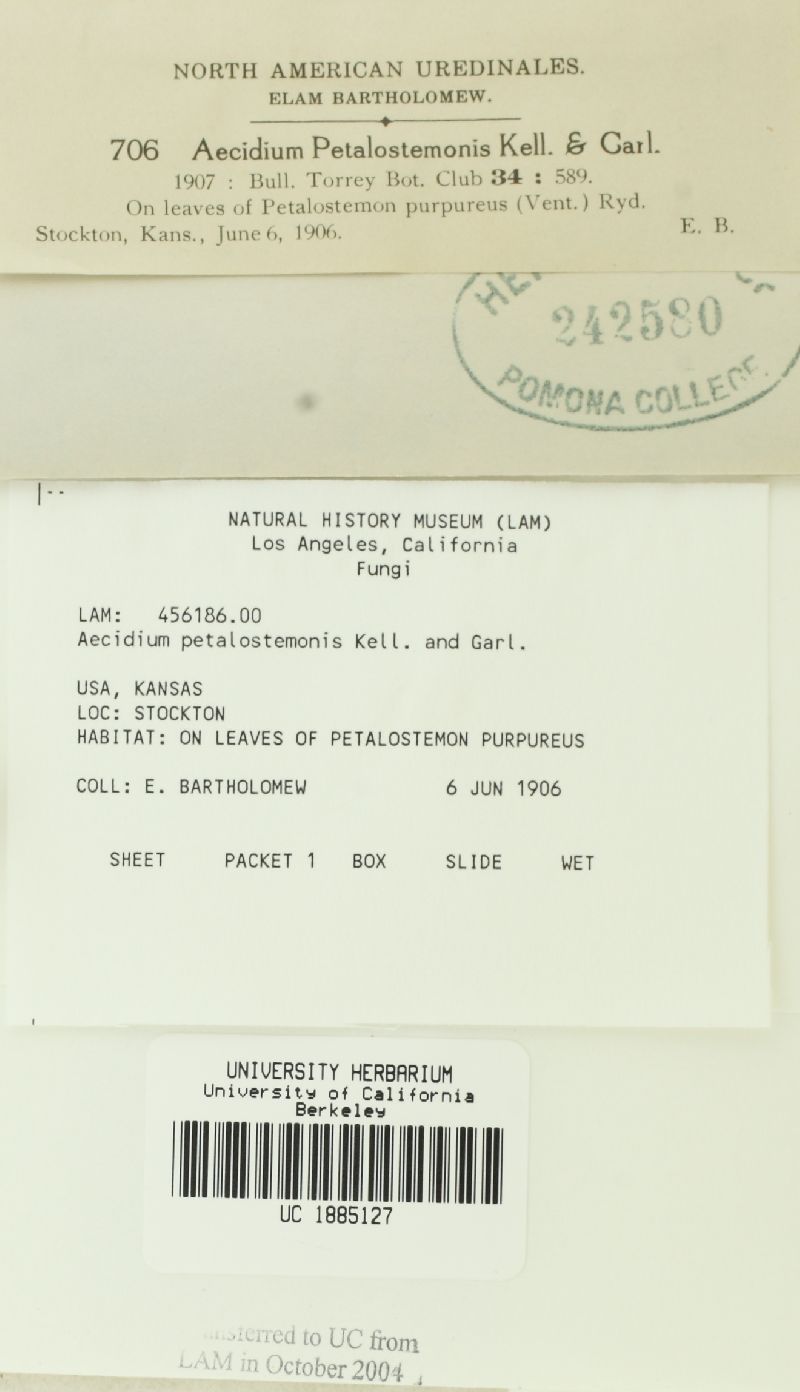 NORTH AMERICAN UREDINALES.
ELAM BARTHOLOMEW.
706 Aecidium Petalostemonis Kell. & Carl.
1907 : Bull. Torrey Bot. Club 34 : 589.
On leaves of Petalostemon purpureus (Vent.) Ryd.
Stockton, Kans., June 6, 1906. E. B.
242580
POMONA COLLEGE.
NATURAL HISTORY MUSEUM (LAM)
Los Angeles, California
Fungi
LAM: 456186.00
Aecidium petalostemonis Kell. and Garl.
USA, KANSAS
LOC: STOCKTON
HABITAT: ON LEAVES OF PETALOSTEMON PURPUREUS
COLL: E. BARTHOLOMEW 6 JUN 1906
SHEET PACKET 1 BOX SLIDE WET
UNIVERSITY HERBARIUM
University of California
Berkeley
UC 1885127
to UC from
LAM in October 2004